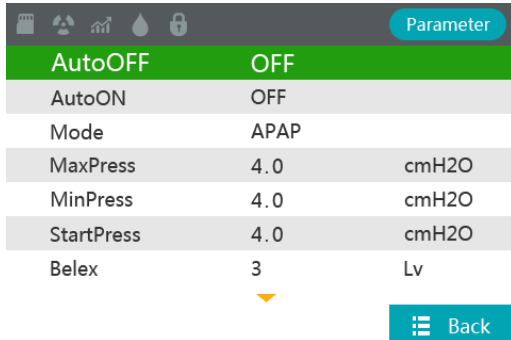 Parameter
AutoOFF OFF
AutoON OFF
Mode APAP
MaxPress 4.0 cmH2O
MinPress 4.0 cmH2O
StartPress 4.0 cmH2O
Belex 3 Lv
Back